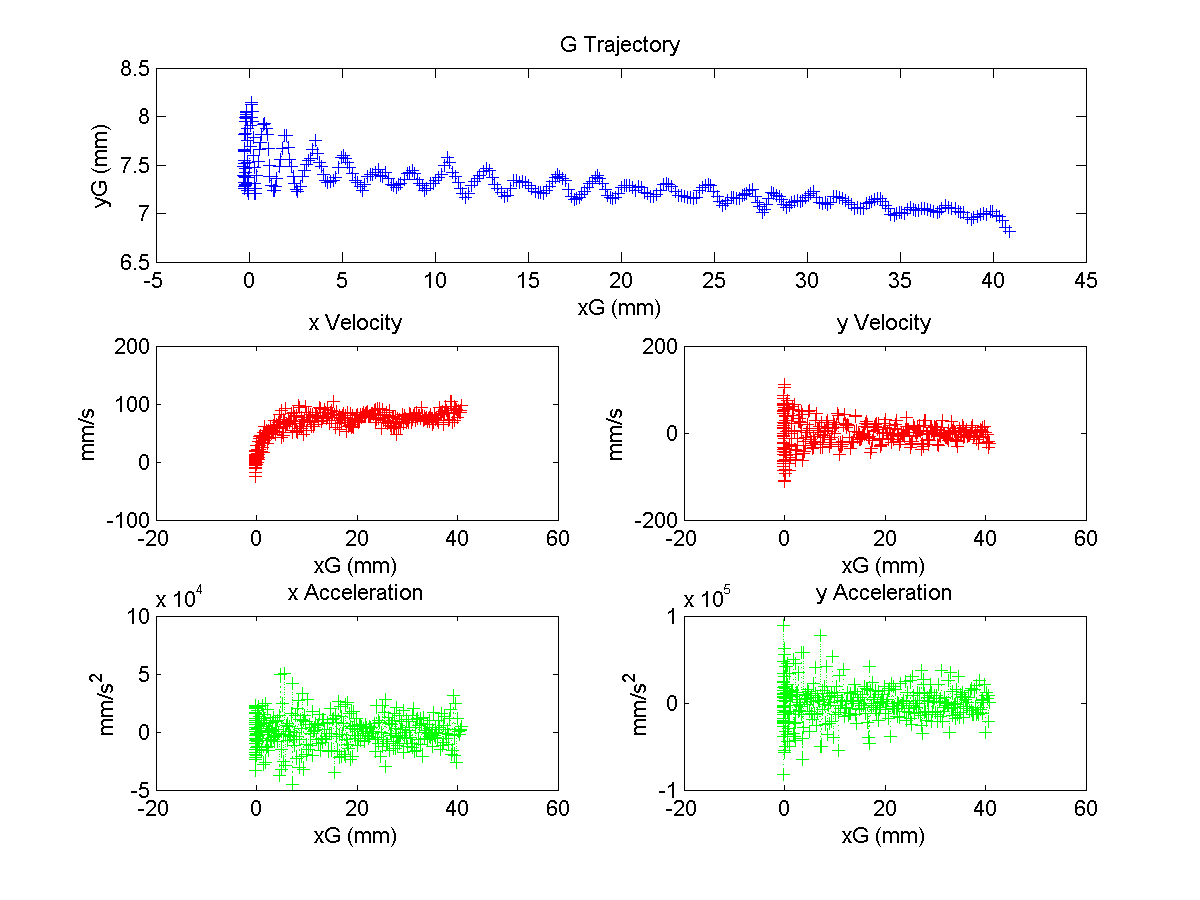 G Trajectory
8.5
8
7.5
7
6.5
yG (mm)
-5 0 5 10 15 20 25 30 35 40 45
xG (mm)
x Velocity
200
100
0
-100
mm/s
-20 0 20 40 60
xG (mm)
y Velocity
200
0
-200
mm/s
-20 0 20 40 60
xG (mm)
x 10^4
x Acceleration
10
5
0
-5
mm/s^2
-20 0 20 40 60
xG (mm)
x 10^5
y Acceleration
1
0
-1
mm/s^2
-20 0 20 40 60
xG (mm)